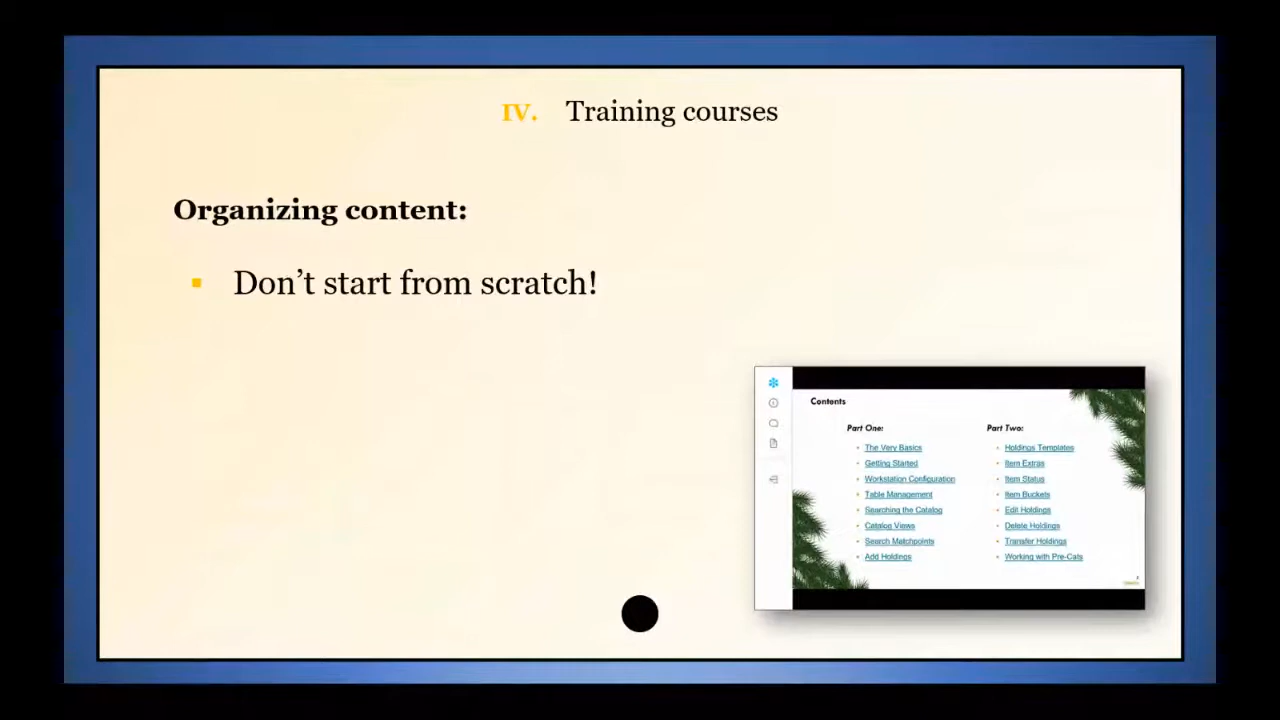 IV. Training courses
Organizing content:
▪ Don’t start from scratch!
Contents
Part One:
• The Very Basics
• Getting Started
• Workstation Configuration
• Table Management
• Searching the Catalog
• Catalog Views
• Search Matchpoints
• Add Holdings
Part Two:
• Holdings Templates
• Item Extras
• Item Status
• Item Buckets
• Edit Holdings
• Delete Holdings
• Transfer Holdings
• Working with Pre-Cats